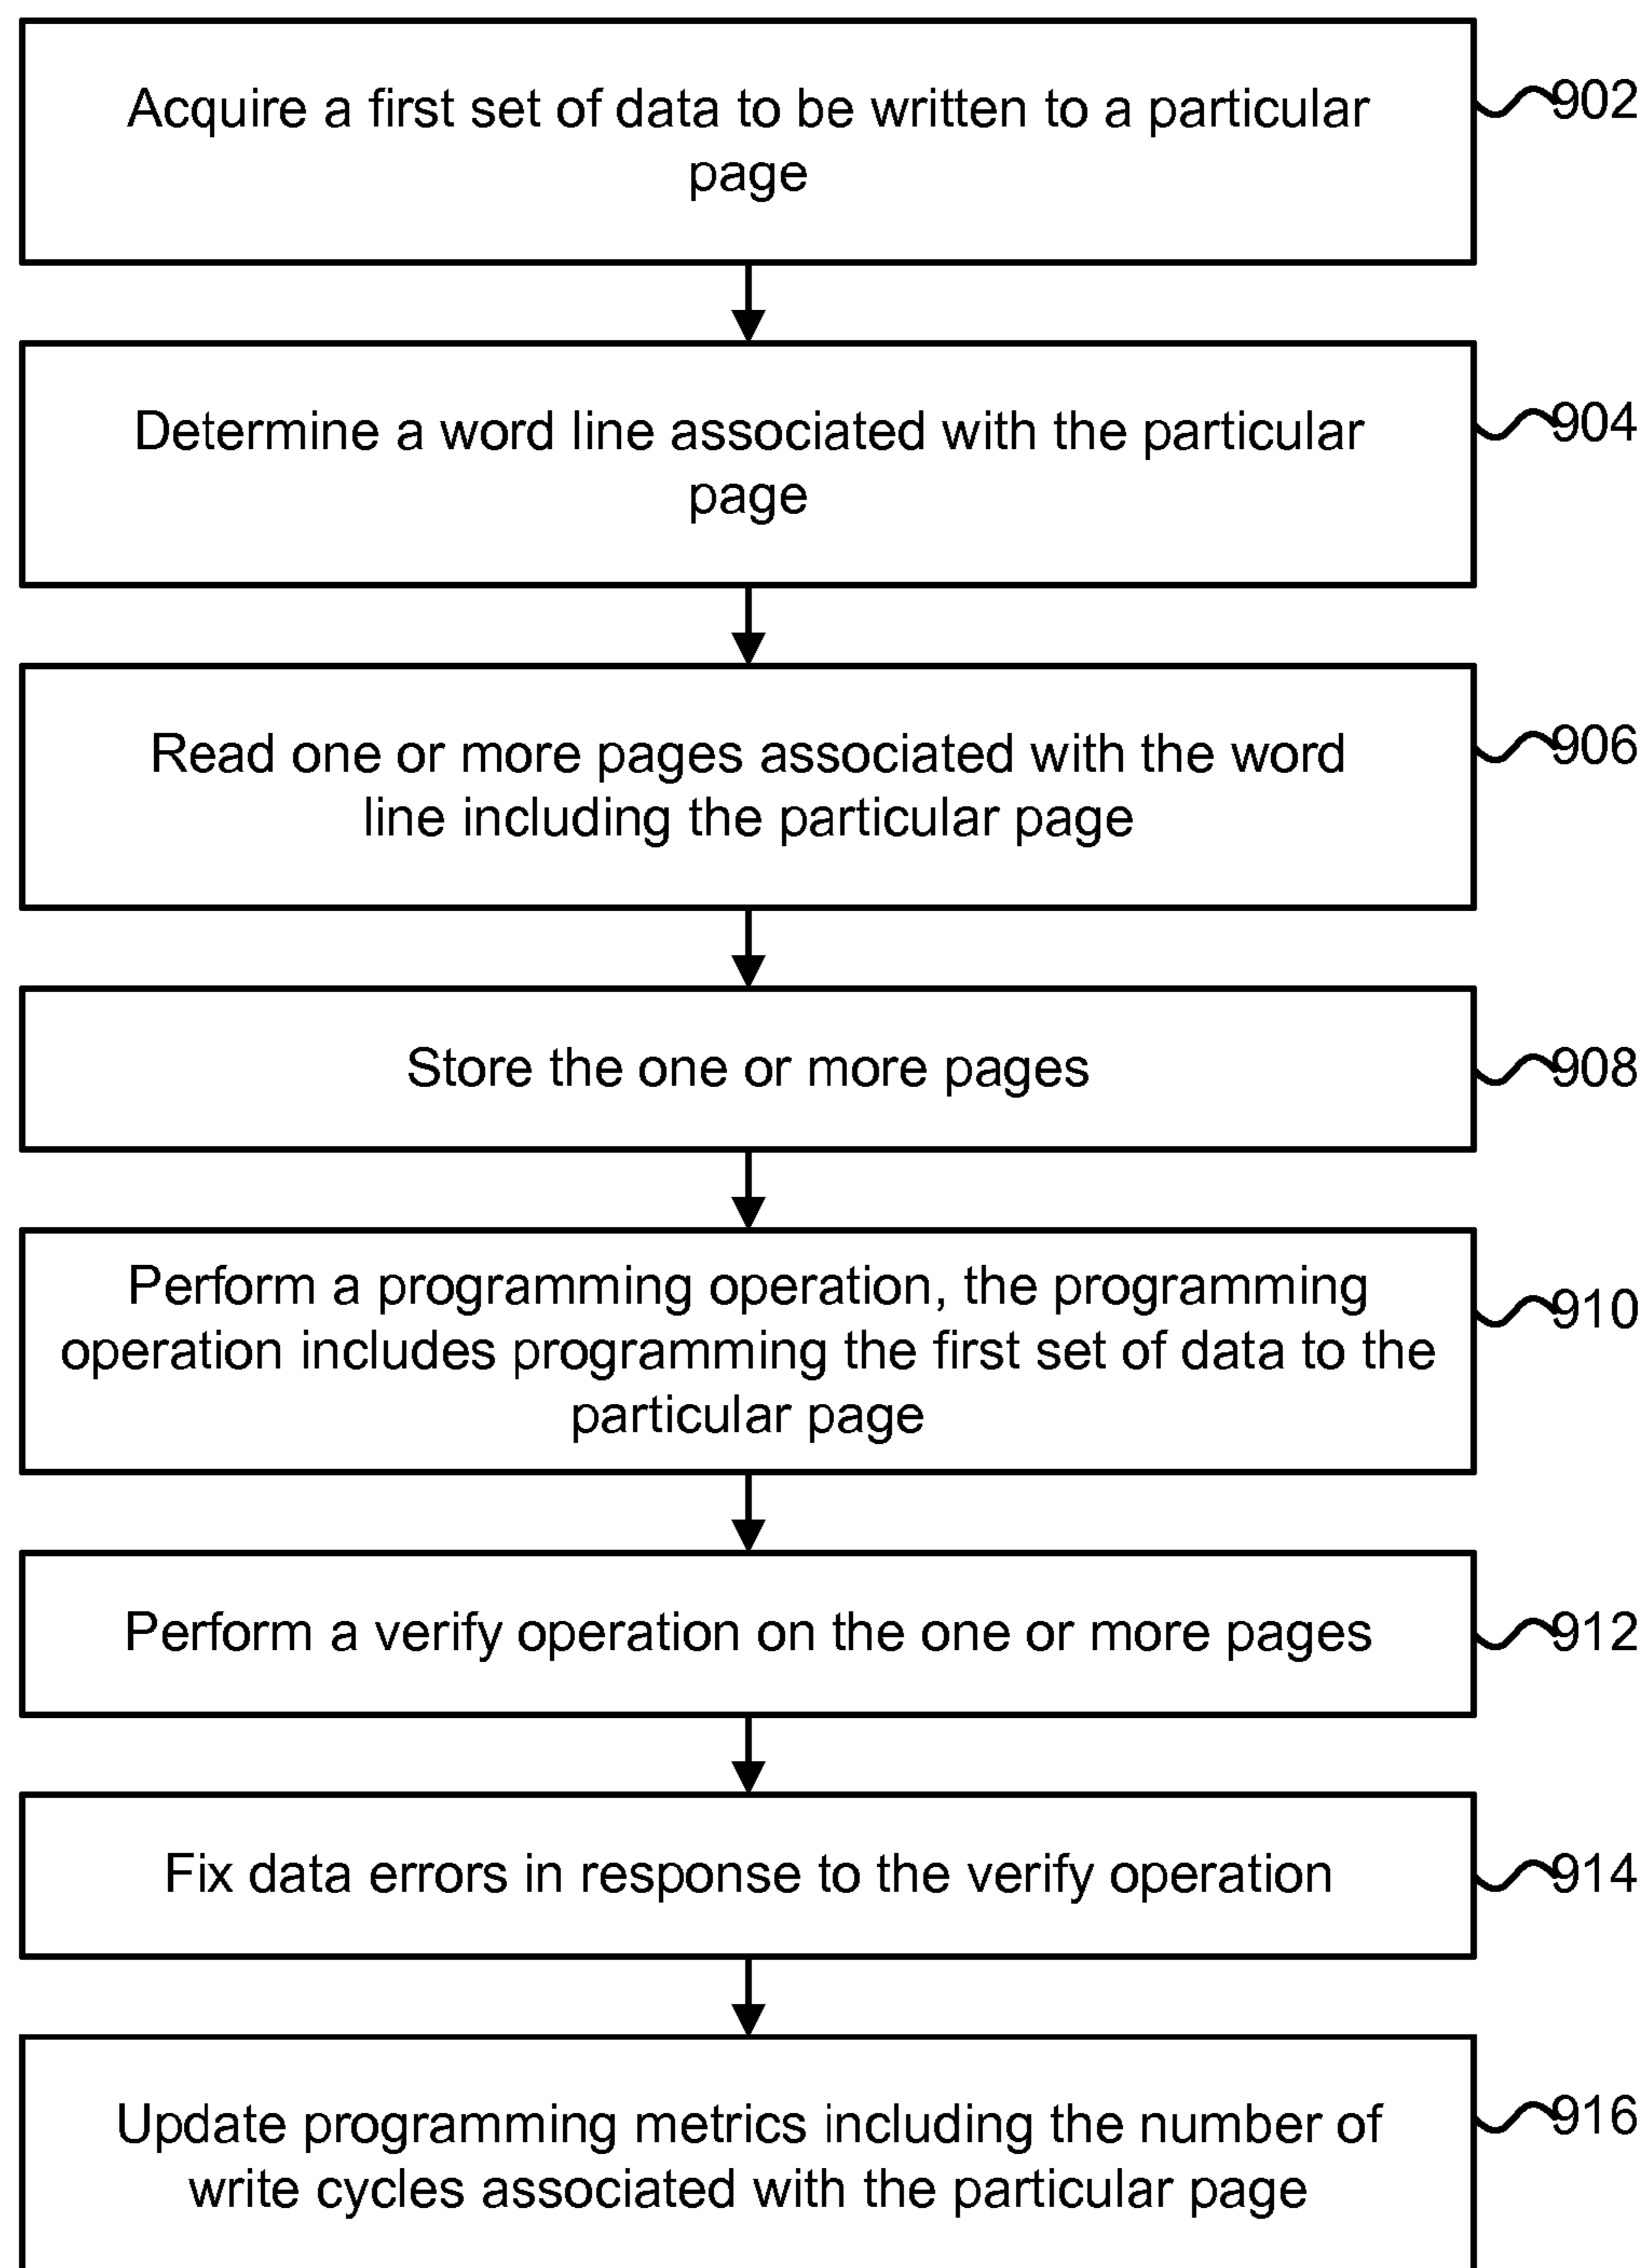 Acquire a first set of data to be written to a particular
page
902
Determine a word line associated with the particular
page
904
Read one or more pages associated with the word
line including the particular page
906
Store the one or more pages
908
Perform a programming operation, the programming
operation includes programming the first set of data to the
particular page
910
Perform a verify operation on the one or more pages
912
Fix data errors in response to the verify operation
914
Update programming metrics including the number of
write cycles associated with the particular page
916